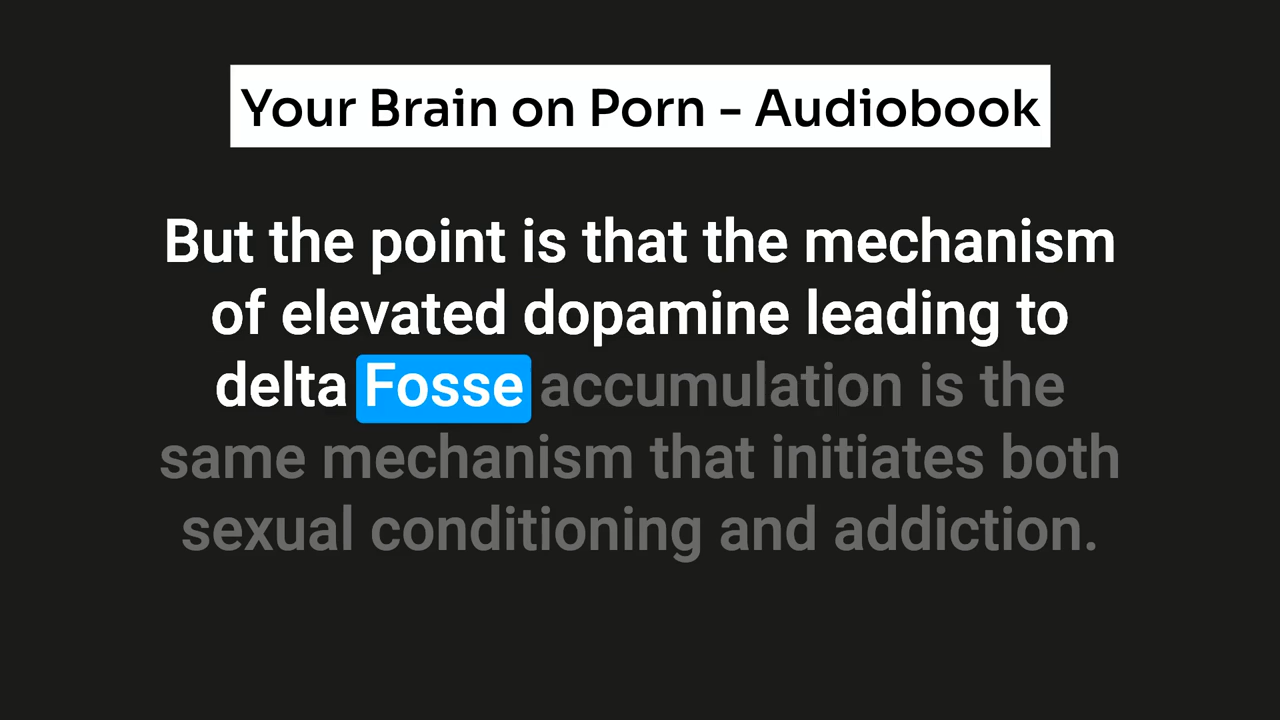 Your Brain on Porn - Audiobook
But the point is that the mechanism
of elevated dopamine leading to
delta Fosse accumulation is the
same mechanism that initiates both
sexual conditioning and addiction.